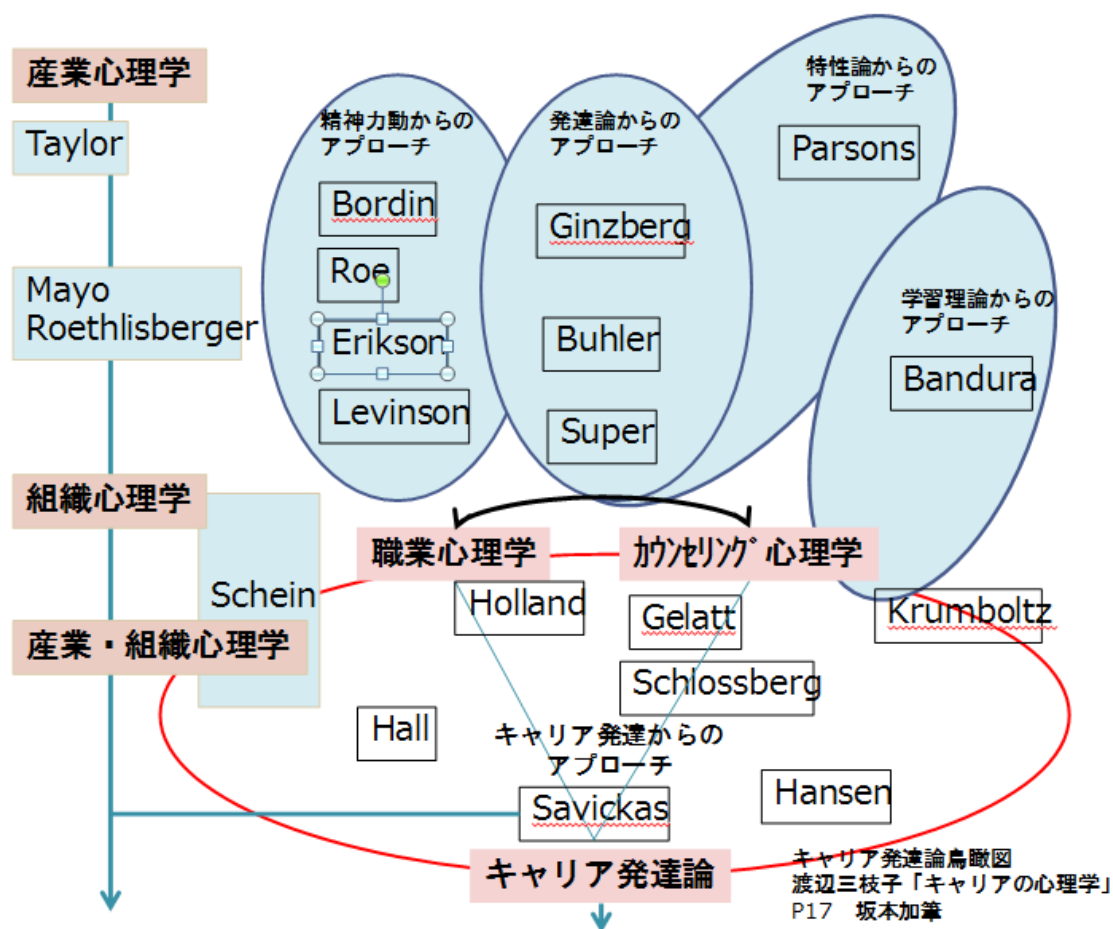 産業心理学
Taylor
Mayo
Roethlisberger
組織心理学
Schein
産業・組織心理学
精神力動からの
アプローチ
Bordin
Roe
Erikson
Levinson
発達論からの
アプローチ
Ginzberg
Buhler
Super
特性論からの
アプローチ
Parsons
学習理論からの
アプローチ
Bandura
職業心理学
ｶｳﾝｾﾘﾝｸﾞ心理学
Holland
Gelatt
Krumboltz
Schlossberg
Hall
キャリア発達からの
アプローチ
Savickas
Hansen
キャリア発達論
キャリア発達論鳥瞰図
渡辺三枝子「キャリアの心理学」
P17 坂本加筆